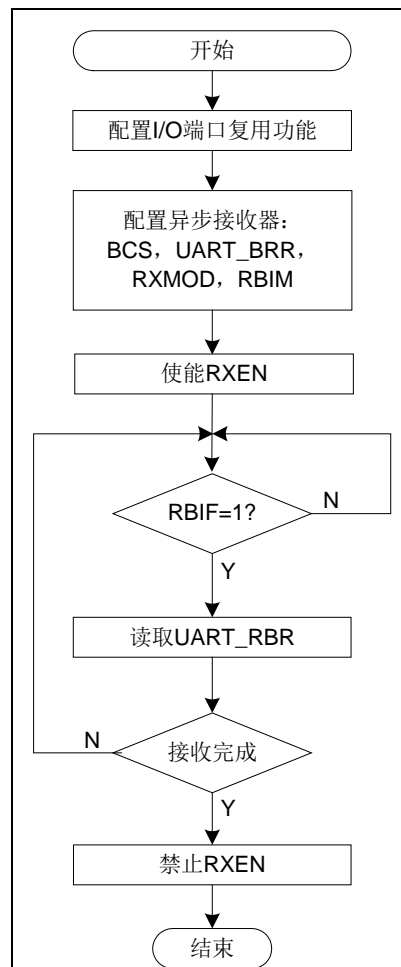 开始
配置I/O端口复用功能
配置异步接收器：
BCS，UART_BRR，
RXMOD，RBIM
使能RXEN
RBIF=1?
N
Y
读取UART_RBR
接收完成
N
Y
禁止RXEN
结束